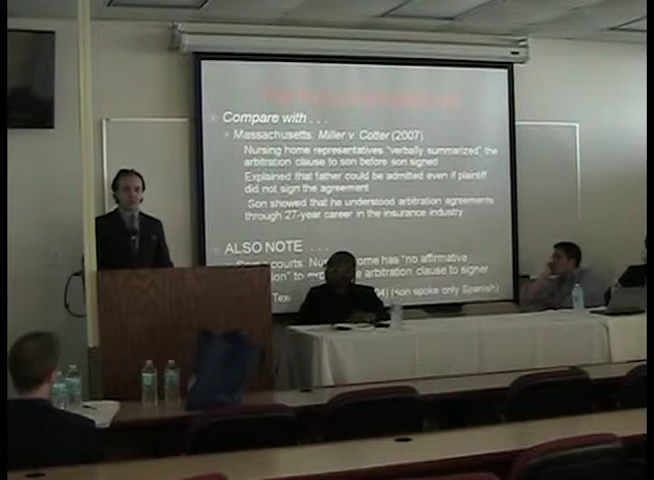 Compare with . . .
Massachusetts: Miller v. Cotter (2007)
Nursing home representatives "verbally summarized" the
arbitration clause to son before son signed
Explained that father could be admitted even if plaintiff
did not sign the agreement
Son showed that he understood arbitration agreements
through 27-year career in the insurance industry
ALSO NOTE . . .
courts: home has "no affirmative
to arbitration clause to signer
Tex (son spoke only Spanish)